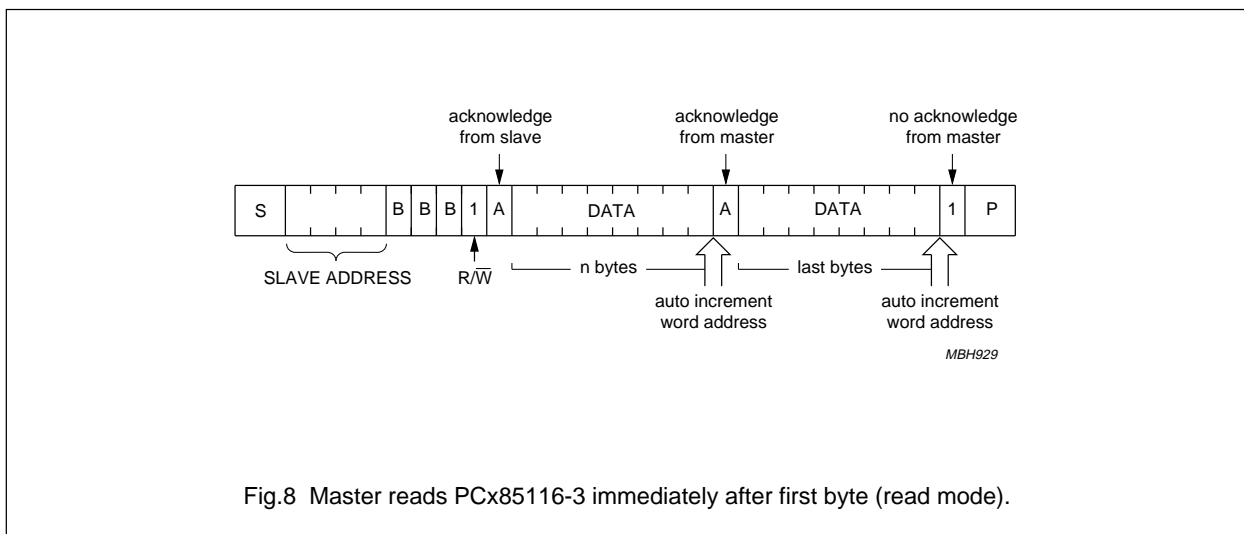 acknowledge
from slave
acknowledge
from master
no acknowledge
from master
S B B B 1 A DATA A DATA 1 P
SLAVE ADDRESS
R/W̅
n bytes
last bytes
auto increment
word address
auto increment
word address
MBH929
Fig.8 Master reads PCx85116-3 immediately after first byte (read mode).